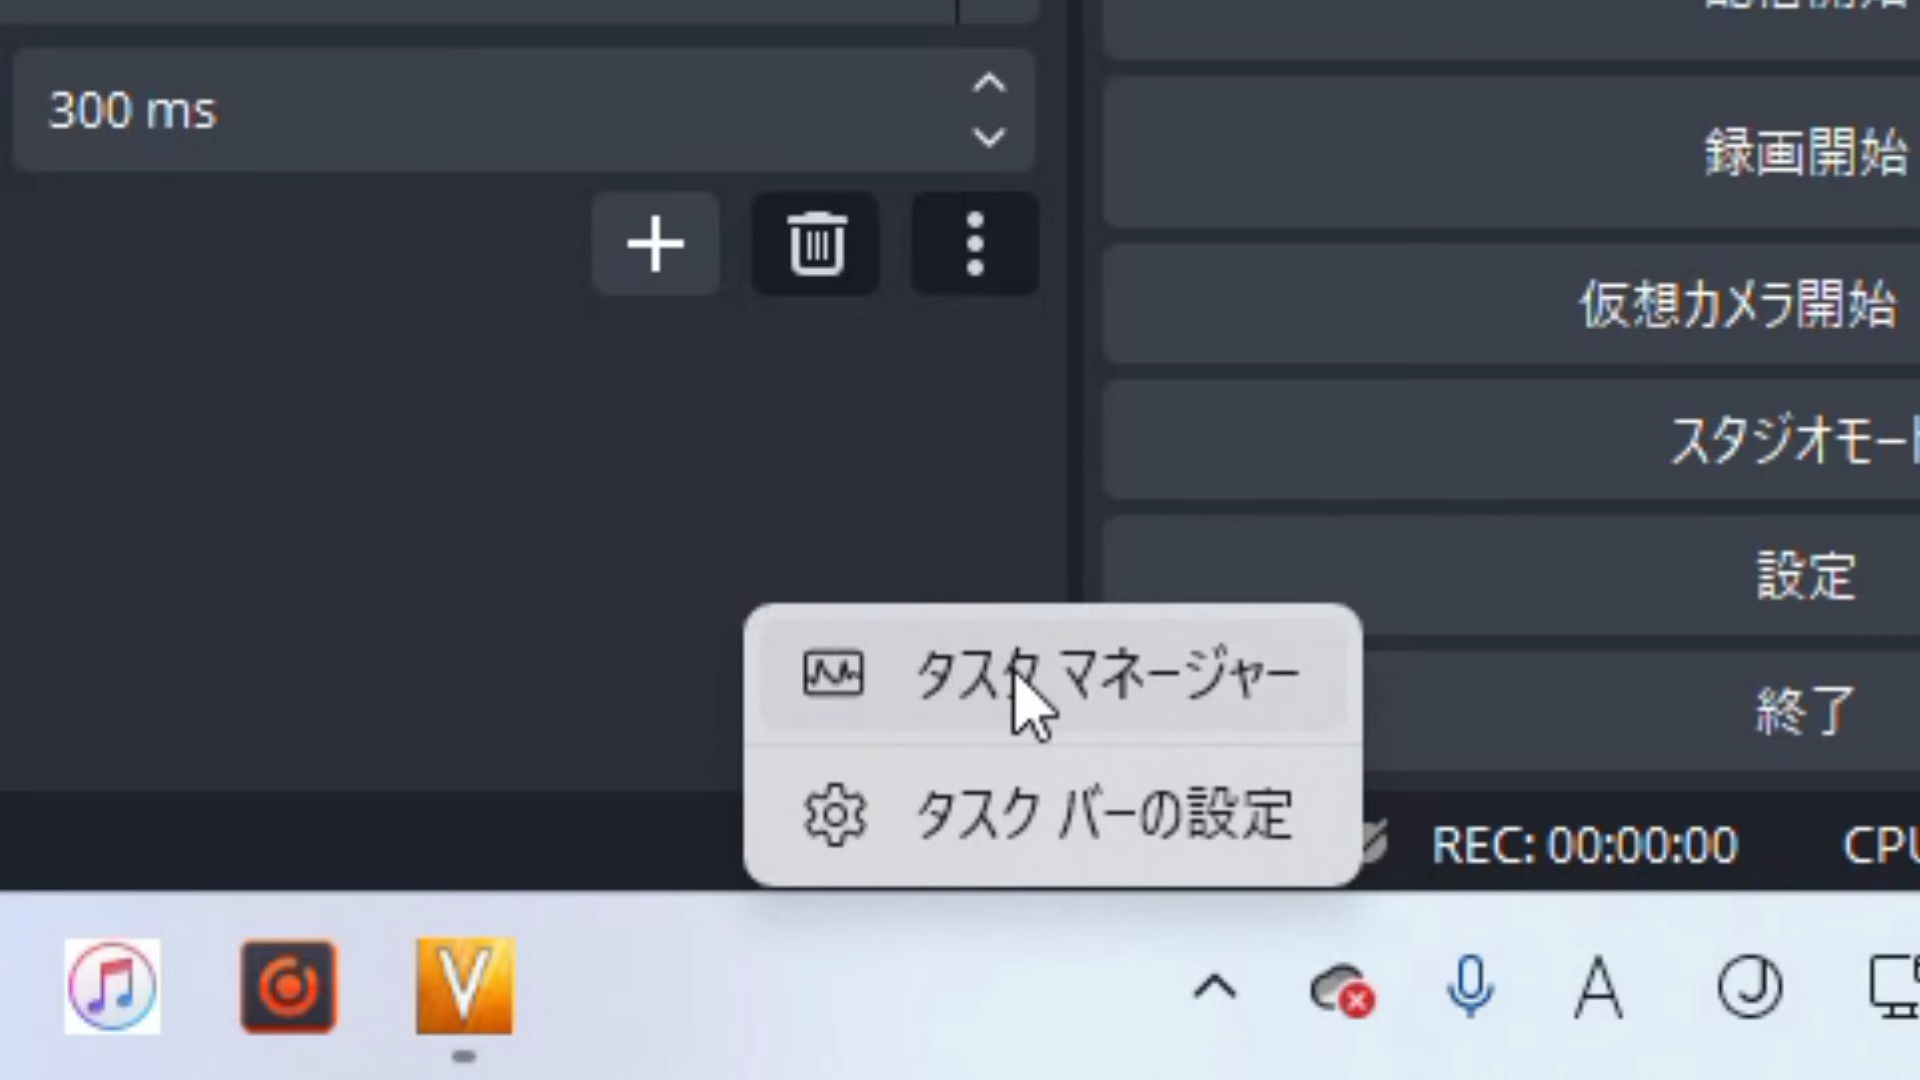 300 ms
録画開始
仮想カメラ開始
スタジオモー
設定
タスク マネージャー
終了
タスク バーの設定
REC: 00:00:00
CPU
V
A